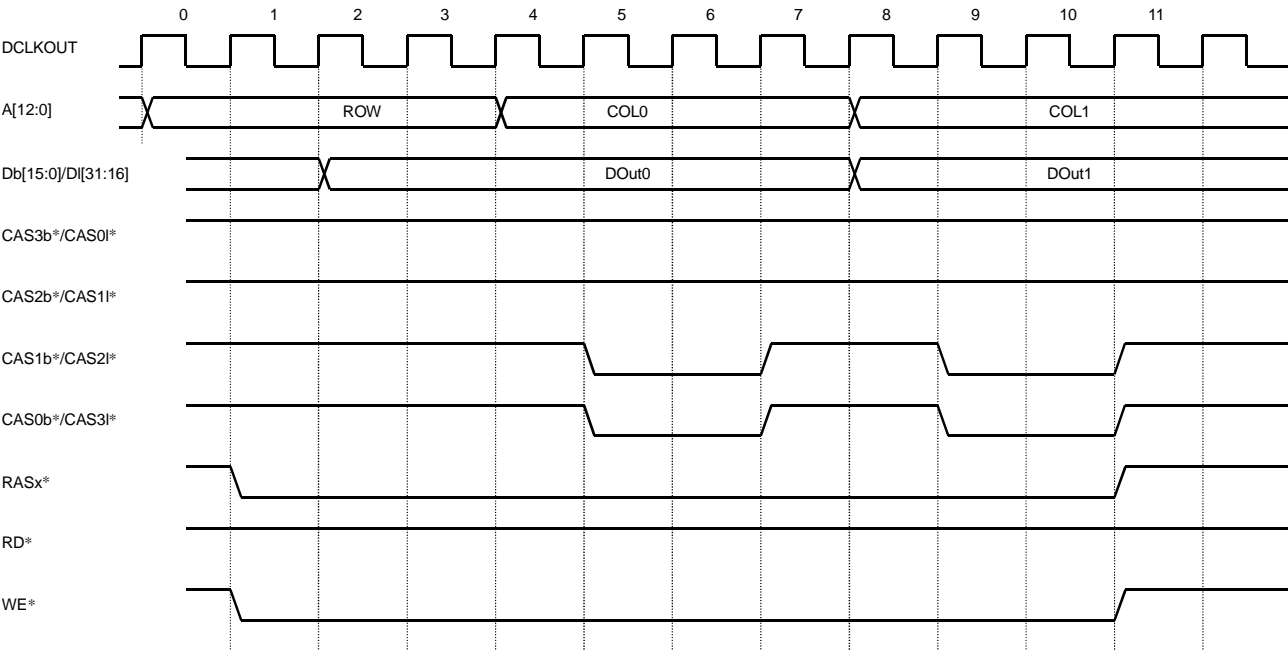 0 1 2 3 4 5 6 7 8 9 10 11
DCLKOUT
A[12:0] ROW COL0 COL1
Db[15:0]/Dl[31:16] DOut0 DOut1
CAS3b*/CAS0l*
CAS2b*/CAS1l*
CAS1b*/CAS2l*
CAS0b*/CAS3l*
RASx*
RD*
WE*